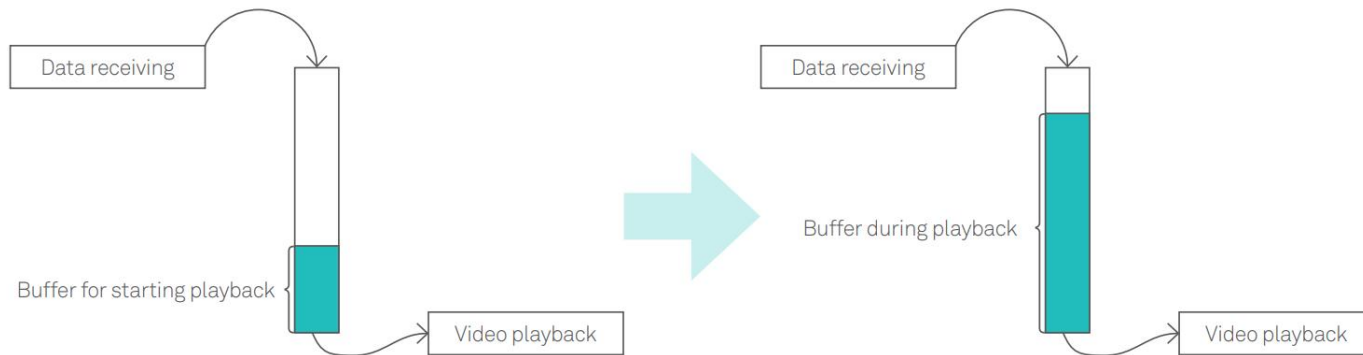 Data receiving
Buffer for starting playback
Video playback
Data receiving
Buffer during playback
Video playback